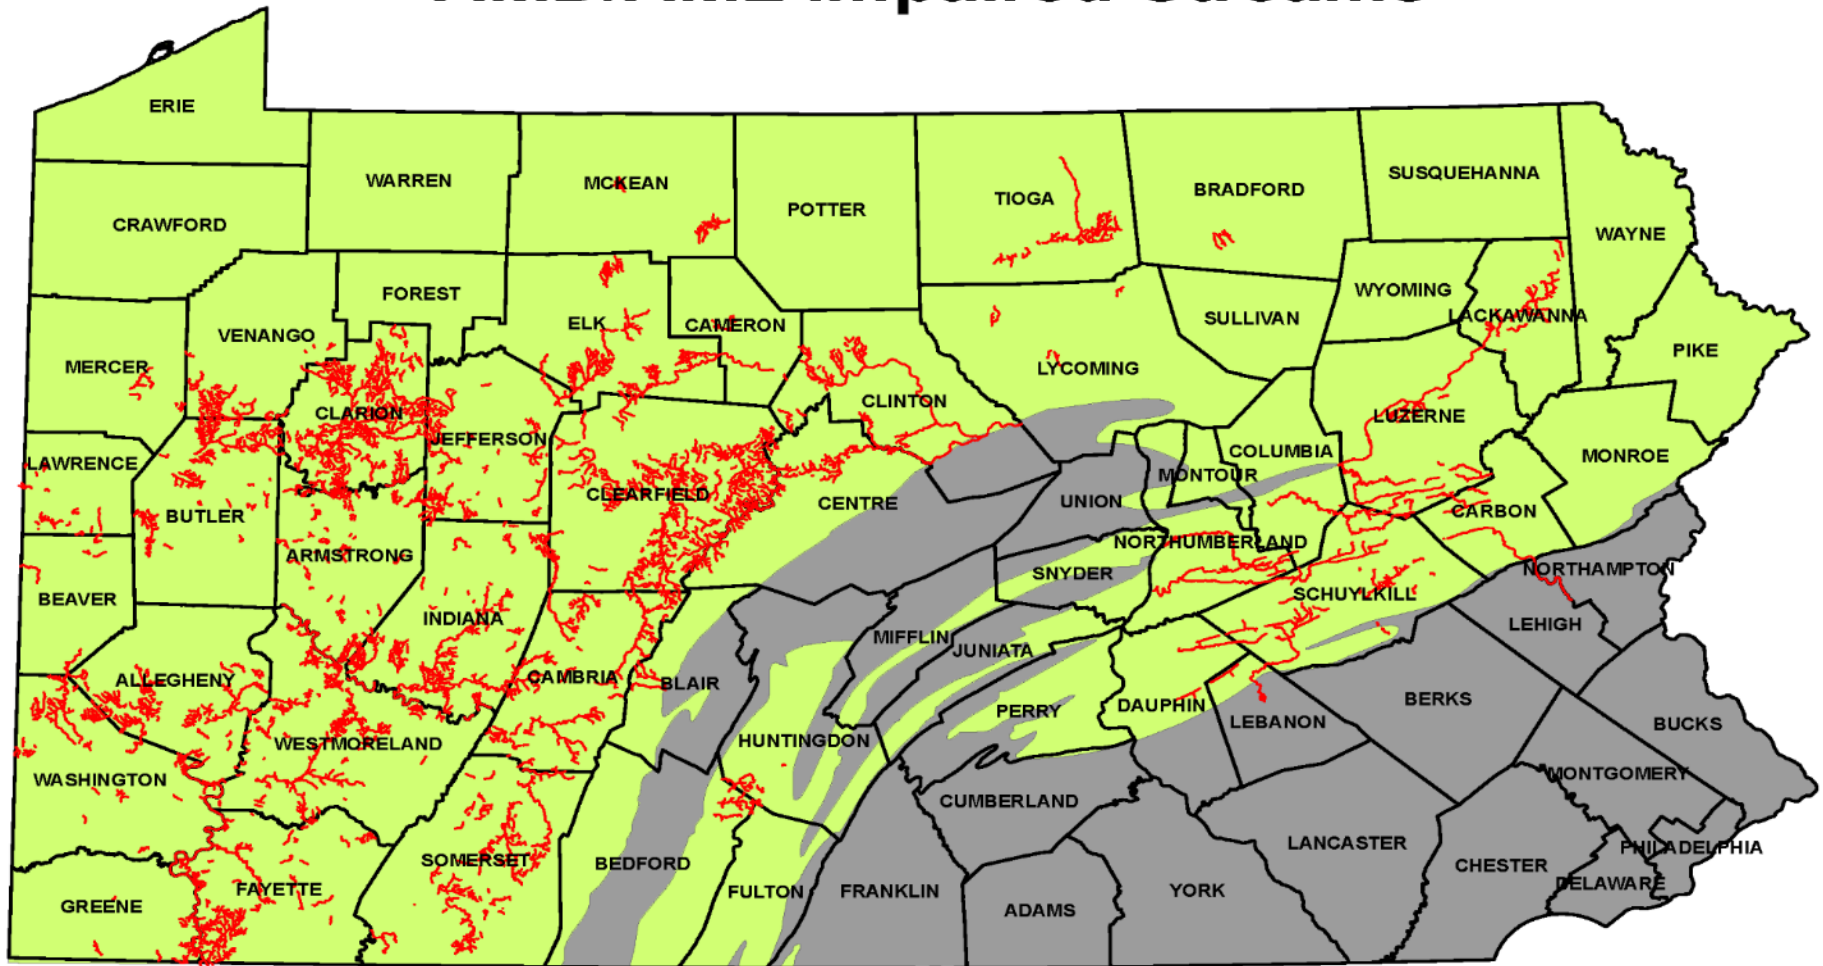 Impaired Streams
ERIE
WARREN
MCKEAN
POTTER
TIOGA
BRADFORD
SUSQUEHANNA
WAYNE
CRAWFORD
FOREST
VENANGO
ELK
CAMERON
SULLIVAN
WYOMING
LACKAWANNA
PIKE
MERCER
LYCOMING
CLARION
CLINTON
LUZERNE
JEFFERSON
COLUMBIA
MONROE
LAWRENCE
MONTOUR
CLEARFIELD
CENTRE
UNION
CARBON
BUTLER
ARMSTRONG
NORTHUMBERLAND
SNYDER
NORTHAMPTON
BEAVER
SCHUYLKILL
INDIANA
LEHIGH
MIFFLIN
JUNIATA
ALLEGHENY
CAMBRIA
BLAIR
PERRY
DAUPHIN
BERKS
LEBANON
BUCKS
WESTMORELAND
HUNTINGDON
WASHINGTON
MONTGOMERY
CUMBERLAND
LANCASTER
PHILADELPHIA
SOMERSET
BEDFORD
CHESTER
DELAWARE
FAYETTE
FULTON
FRANKLIN
YORK
GREENE
ADAMS